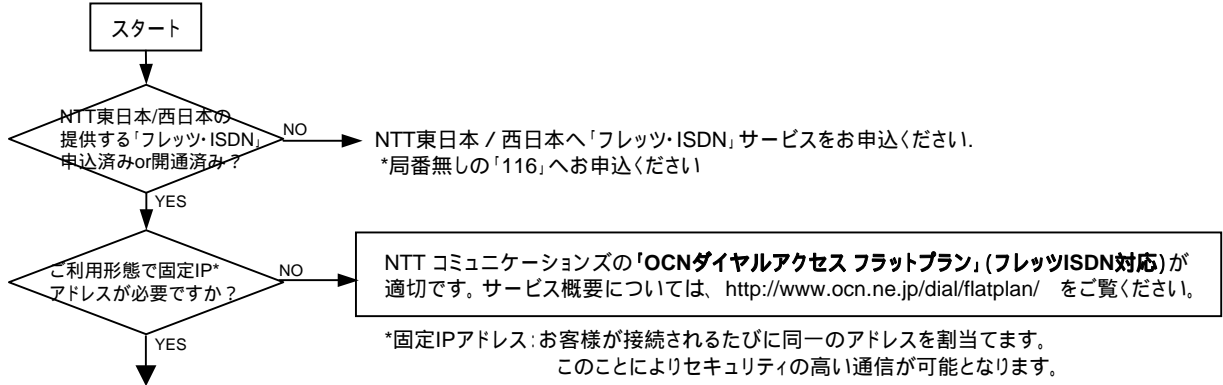 スタート
NTT東日本/西日本の
提供する「フレッツ・ISDN」
申込済みor開通済み？
NO
NTT東日本 / 西日本へ「フレッツ・ISDN」サービスをお申込ください.
*局番無しの「116」へお申込ください
YES
ご利用形態で固定IP*
アドレスが必要ですか？
NO
NTT コミュニケーションズの「OCNダイヤルアクセス フラットプラン」(フレッツISDN対応)が
適切です。サービス概要については、http://www.ocn.ne.jp/dial/flatplan/ をご覧ください。
YES
*固定IPアドレス：お客様が接続されるたびに同一のアドレスを割当てます。
このことによりセキュリティの高い通信が可能となります。